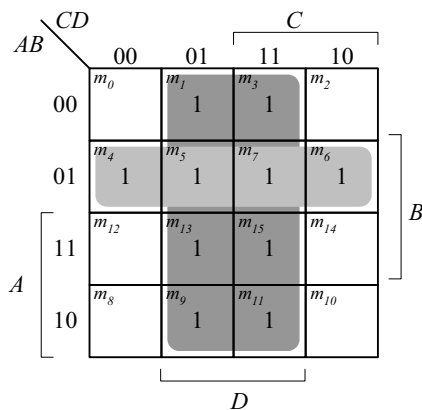 CD
C
AB
00 01 11 10
m0 m1 m3 m2
00 1 1
m4 m5 m7 m6
01 1 1 1 1
B
m12 m13 m15 m14
11 1 1
A
m8 m9 m11 m10
10 1 1
D